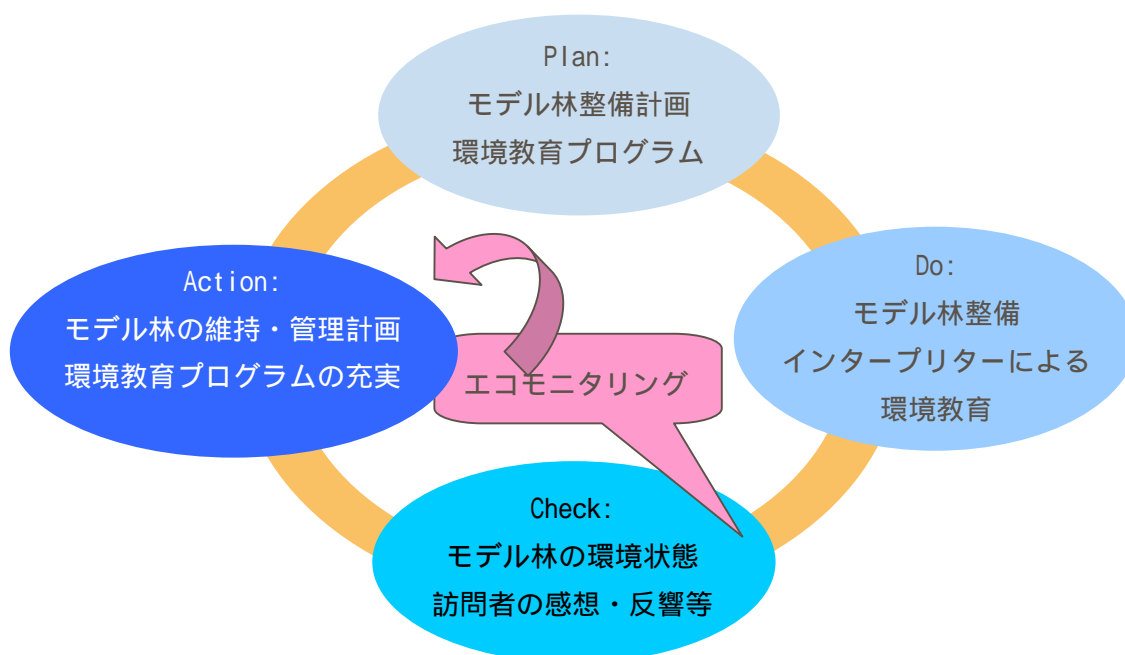 Plan:
モデル林整備計画
環境教育プログラム
Do:
モデル林整備
インタープリターによる
環境教育
Action:
モデル林の維持・管理計画
環境教育プログラムの充実
エコモニタリング
Check:
モデル林の環境状態
訪問者の感想・反響等